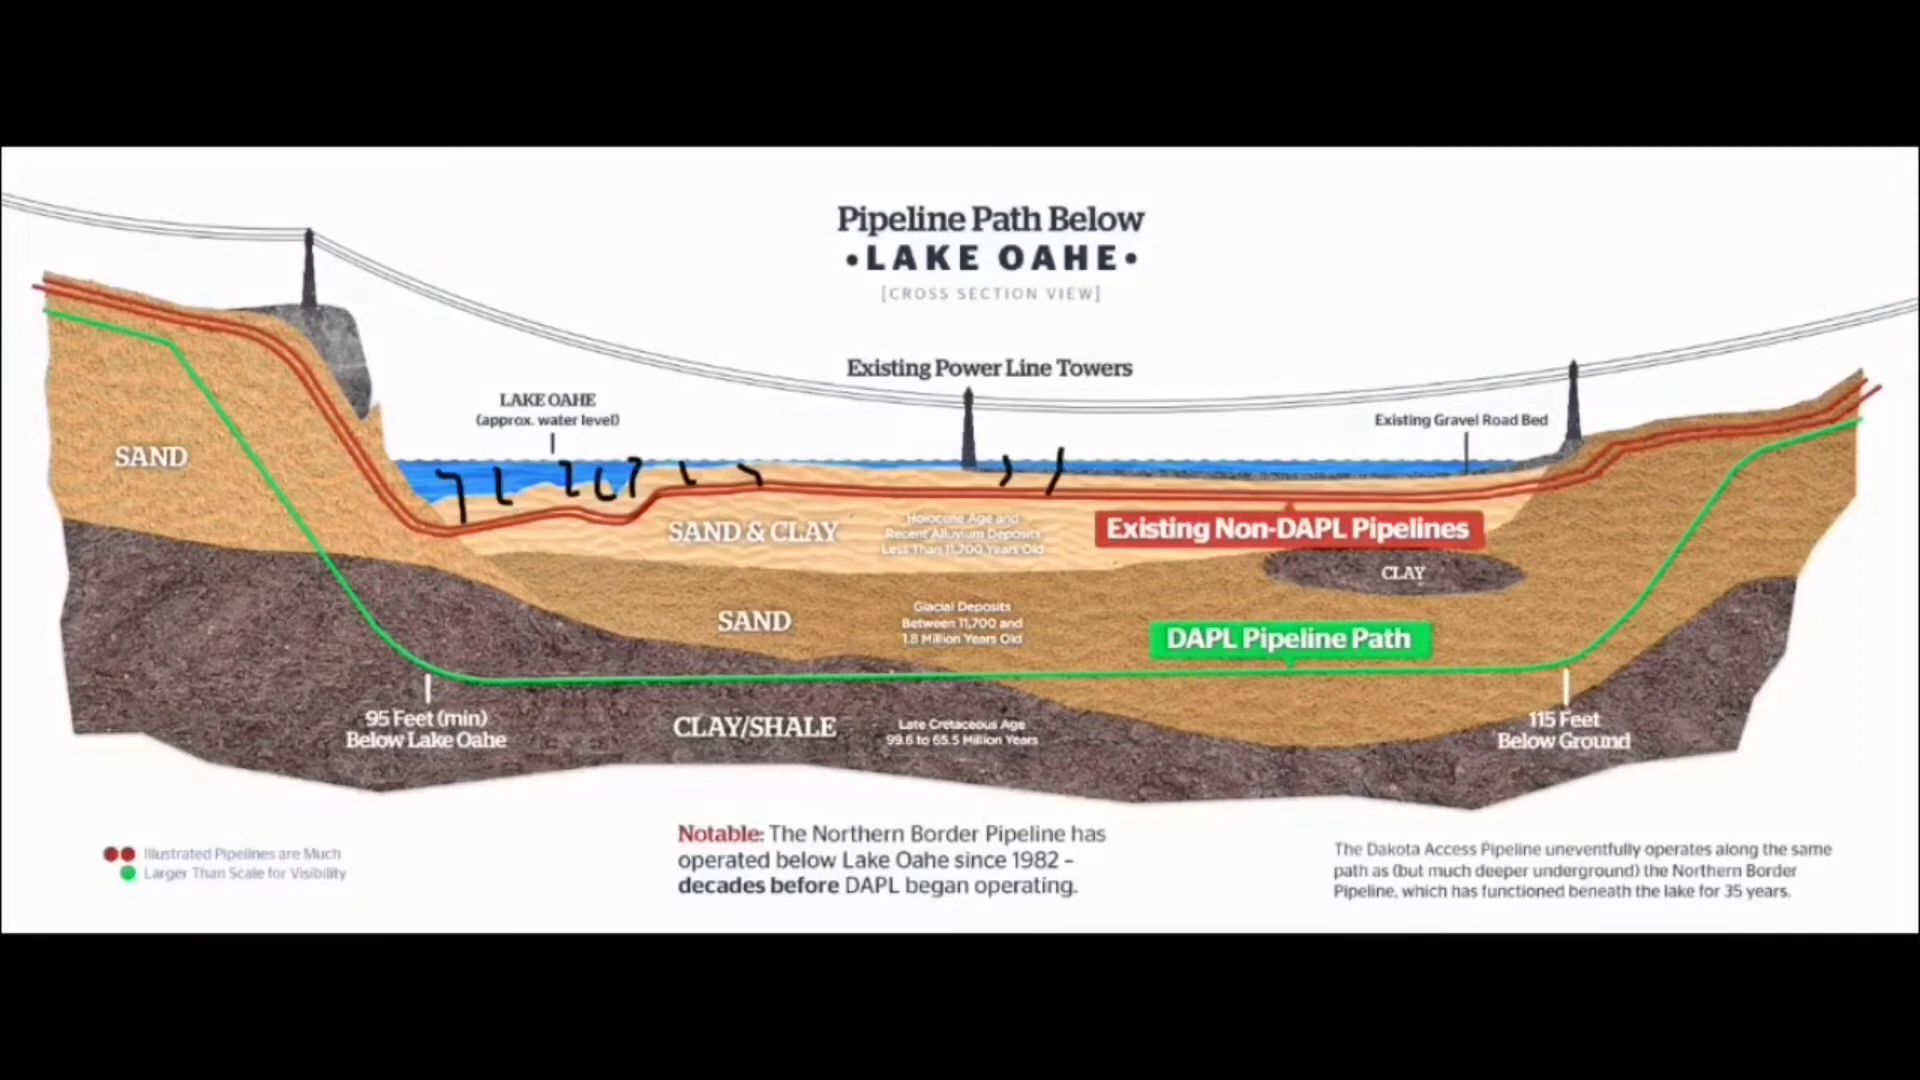 Pipeline Path Below
•LAKE OAHE•
[CROSS SECTION VIEW]
Existing Power Line Towers
LAKE OAHE
(approx. water level)
Existing Gravel Road Bed
SAND
SAND & CLAY
Holocene Age and
Recent Alluvium Deposits
Less Than 11,700 Years Old
Existing Non-DAPL Pipelines
CLAY
SAND
Glacial Deposits
Between 11,700 and
1.8 Million Years Old
DAPL Pipeline Path
95 Feet (min)
Below Lake Oahe
CLAY/SHALE
Late Cretaceous Age
99.6 to 65.5 Million Years
115 Feet
Below Ground
Illustrated Pipelines are Much
Larger Than Scale for Visibility
Notable: The Northern Border Pipeline has
operated below Lake Oahe since 1982 –
decades before DAPL began operating.
The Dakota Access Pipeline uneventfully operates along the same
path as (but much deeper underground) the Northern Border
Pipeline, which has functioned beneath the lake for 35 years.